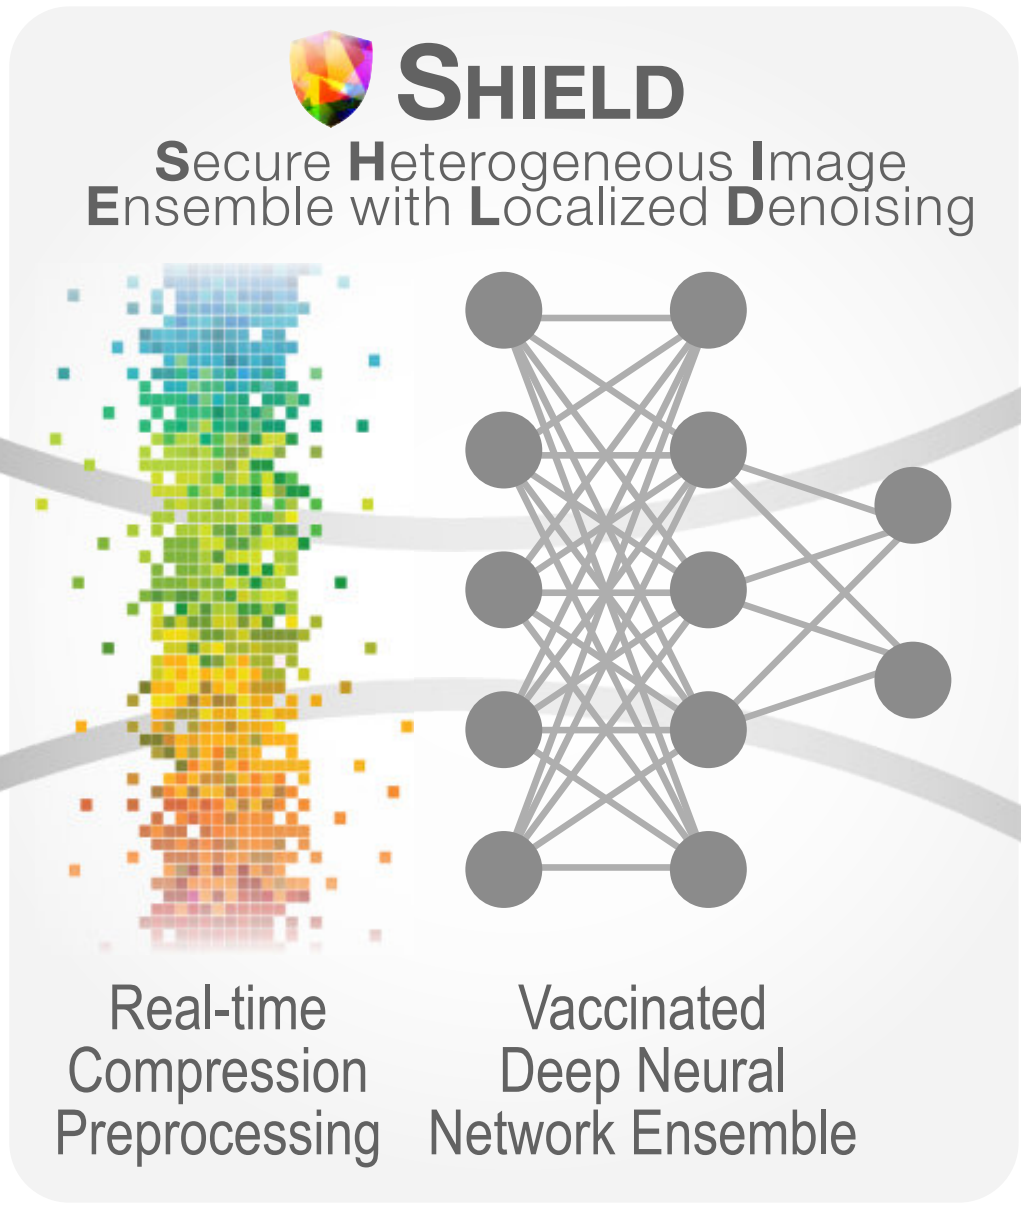 SHIELD
Secure Heterogeneous Image
Ensemble with Localized Denoising
Real-time
Compression
Preprocessing
Vaccinated
Deep Neural
Network Ensemble